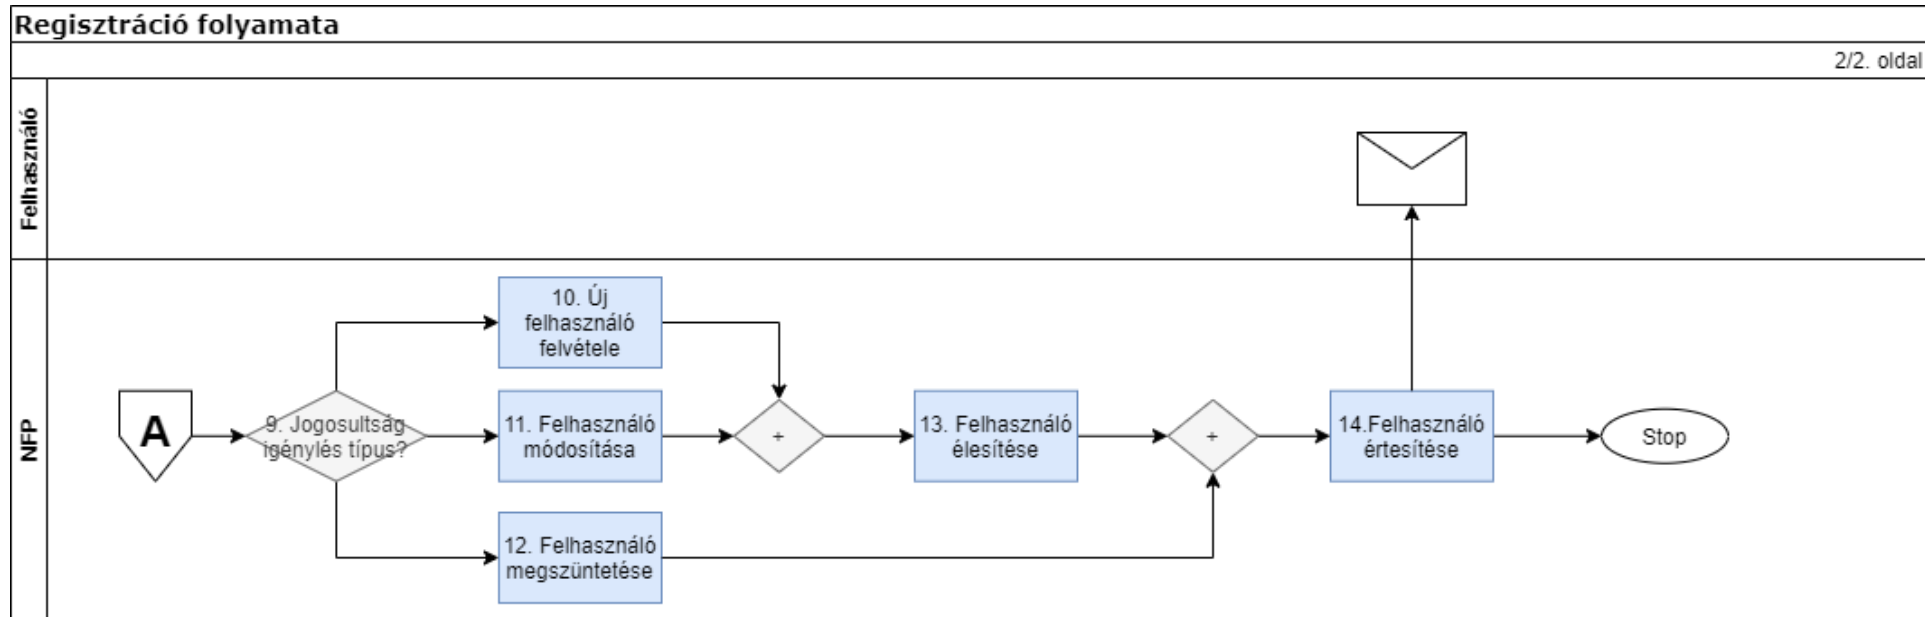 Regisztráció folyamata
2/2. oldal
Felhasználó
NFP
A
9. Jogosultság
igénylés típus?
10. Új
felhasználó
felvétele
11. Felhasználó
módosítása
12. Felhasználó
megszüntetése
+
13. Felhasználó
élesítése
+
14.Felhasználó
értesítése
Stop